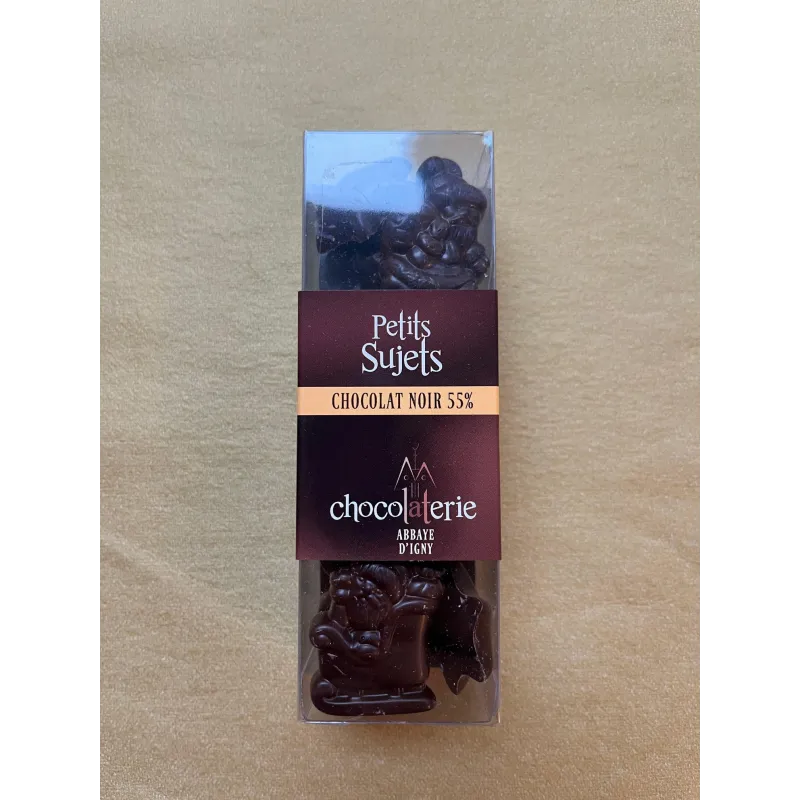 Petits
Sujets
CHOCOLAT NOIR 55%
chocolaterie
ABBAYE
D'IGNY